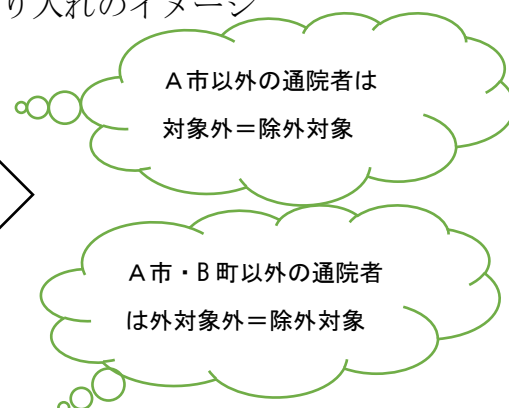 り入れのイメージ
A市以外の通院者は
対象外＝除外対象
A市・B町以外の通院者
は外対象外＝除外対象